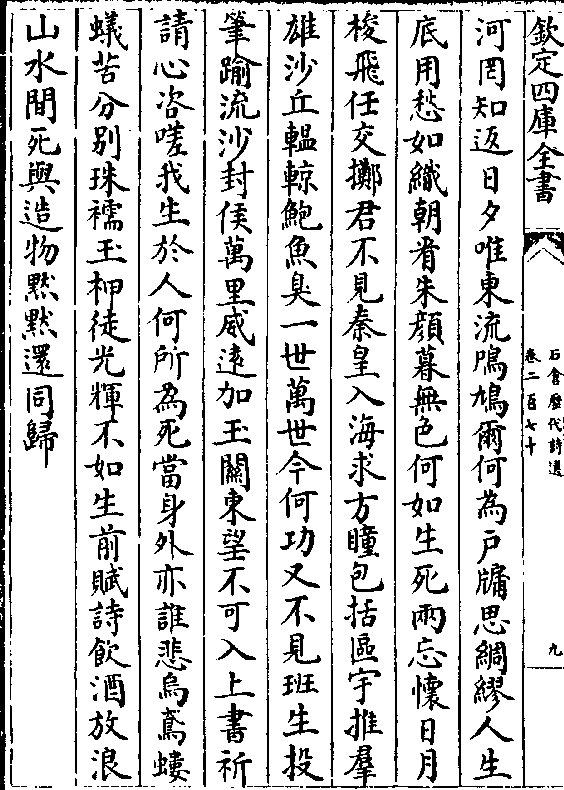 欽定四庫全書
石倉歷代詩選
卷二百七十
九
河罔知返日夕唯東流鳲鳩爾何為戸牗思綢繆人生
底用愁如織朝看朱顔暮無色何如生死兩忘懷日月
梭飛任交擲君不見秦皇入海求方瞳包括區宇推羣
雄沙丘轀輬鮑魚臭一世萬世今何功又不見班生投
筆踰流沙封侯萬里威逺加玉關東望不可入上書祈
請心咨嗟我生於人何所為死當身外亦誰悲烏鳶螻
蟻苦分别珠襦玉柙徒光輝不如生前賦詩飲酒放浪
山水間死與造物黙黙還同歸